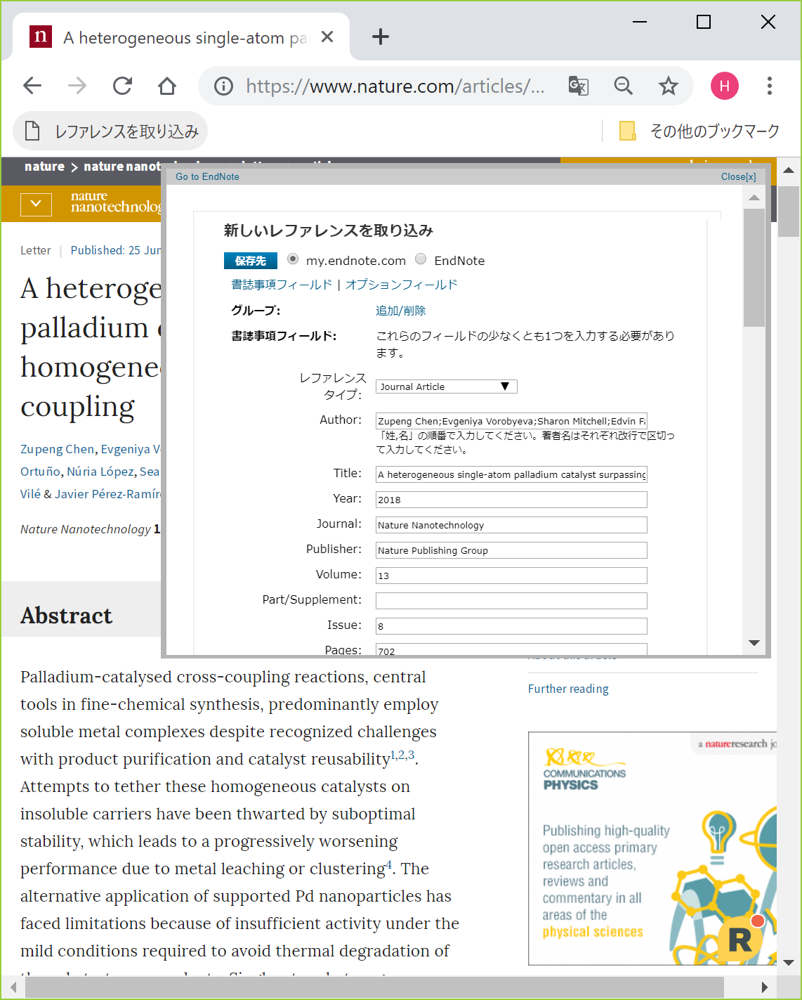 n A heterogeneous single-atom pa
https://www.nature.com/articles/...
H
レファレンスを取り込み
その他のブックマーク
nature > nature
nature
nanotechnolog
Go to EndNote
Close[x]
新しいレファレンスを取り込み
保存先 my.endnote.com EndNote
書誌事項フィールド | オプションフィールド
グループ: 追加/削除
書誌事項フィールド: これらのフィールドの少なくとも1つを入力する必要があり
ます。
レファレンス
タイプ: Journal Article
Author: Zupeng Chen;Evgeniya Vorobyeva;Sharon Mitchell;Edvin Fa
「姓,名」の順番で入力してください。著者名はそれぞれ改行で区切っ
て入力してください。
Title: A heterogeneous single-atom palladium catalyst surpassing
Year: 2018
Journal: Nature Nanotechnology
Publisher: Nature Publishing Group
Volume: 13
Part/Supplement:
Issue: 8
Pages: 702
Letter | Published: 25 Jun
A heteroge
palladium
homogene
coupling
Zupeng Chen, Evgeniya V
Ortuño, Núria López, Sea
Vilé & Javier Pérez-Ramíre
Nature Nanotechnology 1
Abstract
Palladium-catalysed cross-coupling reactions, central
tools in fine-chemical synthesis, predominantly employ
soluble metal complexes despite recognized challenges
with product purification and catalyst reusability1,2,3.
Attempts to tether these homogeneous catalysts on
insoluble carriers have been thwarted by suboptimal
stability, which leads to a progressively worsening
performance due to metal leaching or clustering4. The
alternative application of supported Pd nanoparticles has
faced limitations because of insufficient activity under the
mild conditions required to avoid thermal degradation of
Further reading
a natureresearch jo
COMMUNICATIONS
PHYSICS
Publishing high-quality
open access primary
research articles,
reviews and
commentary in all
areas of the
physical sciences
R